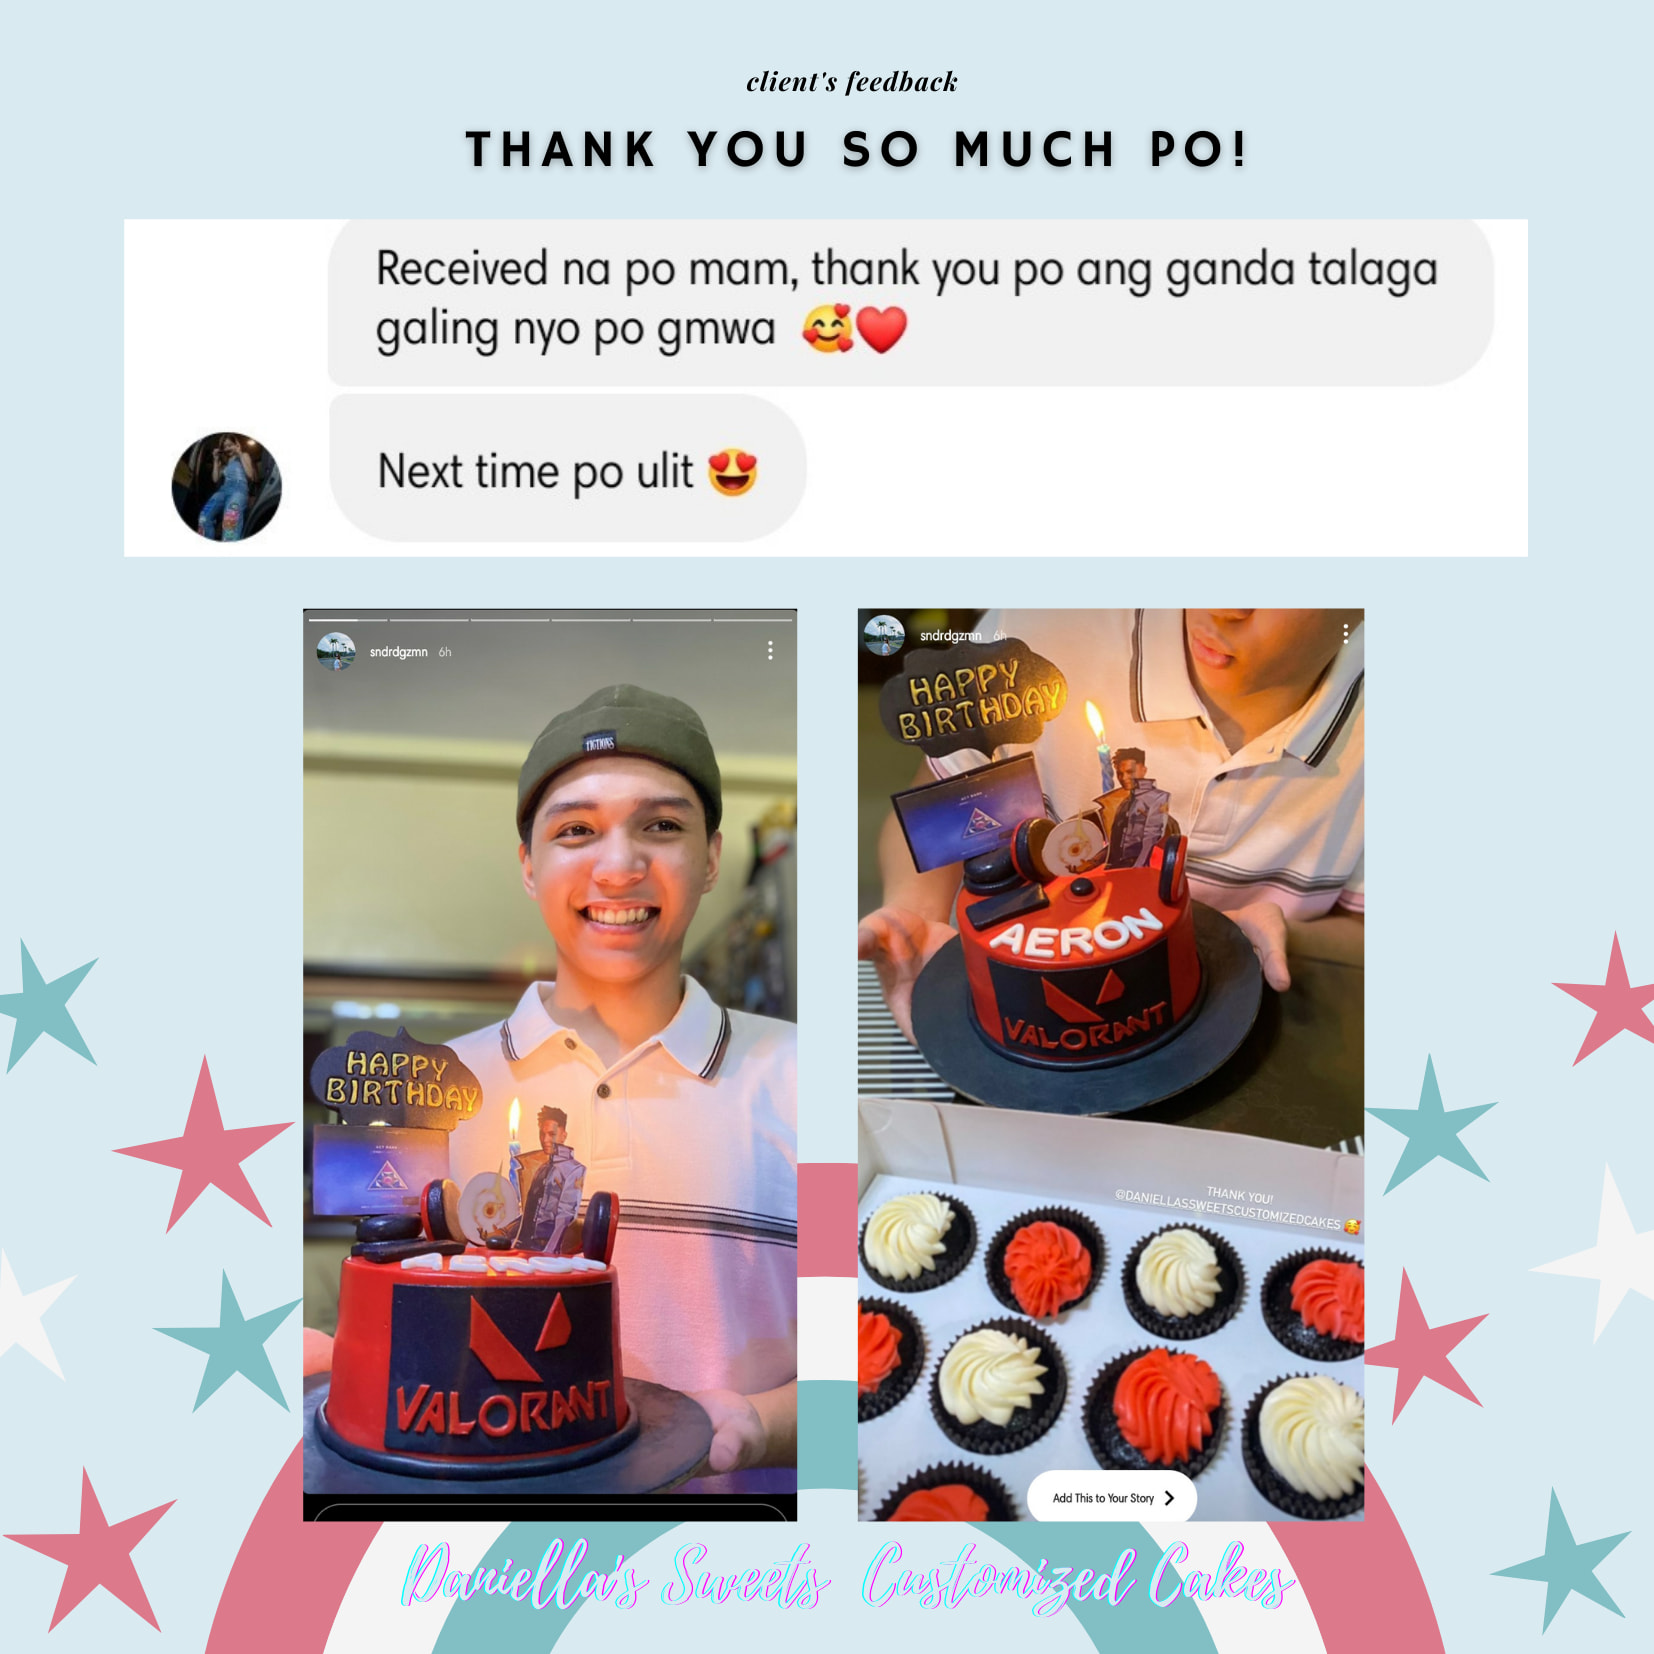 client's feedback
THANK YOU SO MUCH PO!
Received na po mam, thank you po ang ganda talaga
galing nyo po gmwa 🥰❤️
Next time po ulit 😍
sndrdgzmn 6h
HAPPY
BIRTHDAY
AERON
VALORANT
sndrdgzmn 6h
HAPPY
BIRTHDAY
AERON
VALORANT
THANK YOU!
@DANIELLASSWEETSCUSTOMIZEDCAKES 🥰
Add This to Your Story
Daniella's Sweets Customized Cakes